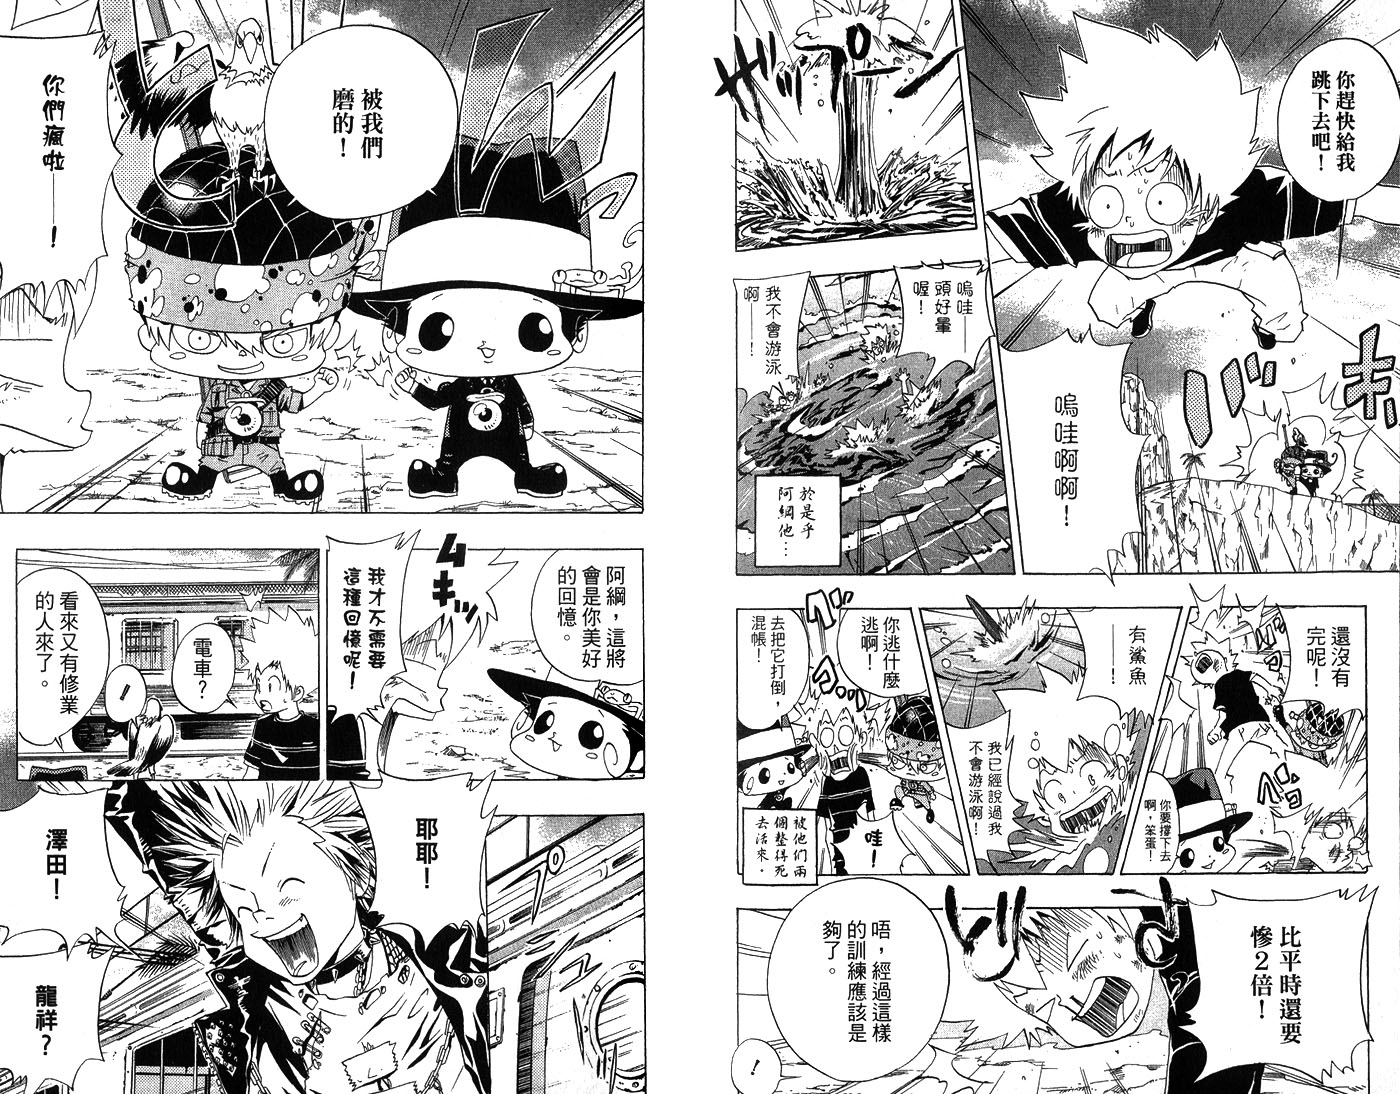 你趕快給我
跳下去吧！
嗚哇啊啊！
ギ
ドプーン
嗚哇——
頭好暈
喔！
我不會游泳
啊——！
於是乎
阿綱他…
還沒有
完呢！
你要撐下去
啊，笨蛋！
有鯊魚
——！
我已經說過我
不會游泳啊！
你逃什麼
逃啊！
去把它打倒，
混帳！
哇！
被他們兩
個整得死
去活來．
比平時還要
慘2倍！
唔，經過這樣
的訓練應該是
夠了。
！
被我們
磨的！
你們瘋啦
——！
阿綱，這將
會是你美好
的回憶。
ムキッ
我才不需要
這種回憶呢！
電車？
！
看來又有修業
的人來了。
耶耶！
澤田！
龍祥？